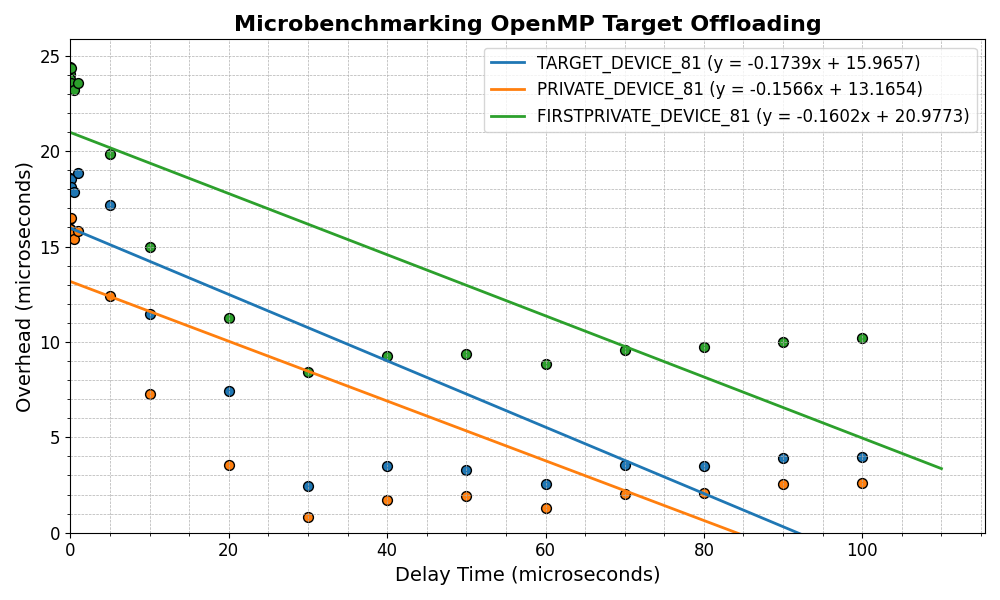 Microbenchmarking OpenMP Target Offloading
TARGET_DEVICE_81 (y = -0.1739x + 15.9657)
PRIVATE_DEVICE_81 (y = -0.1566x + 13.1654)
FIRSTPRIVATE_DEVICE_81 (y = -0.1602x + 20.9773)
Overhead (microseconds)
25
20
15
10
5
0
0 20 40 60 80 100
Delay Time (microseconds)